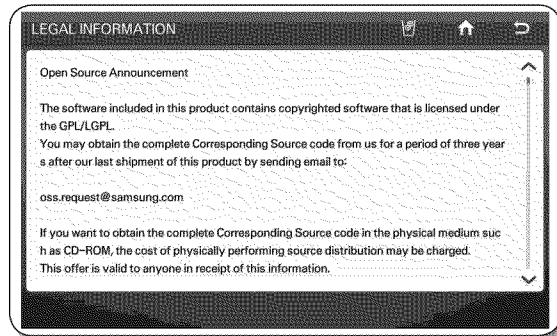 LEGAL INFORMATION
Open Source Announcement
The software included in this product contains copyrighted software that is licensed under
the GPL/LGPL.
You may obtain the complete Corresponding Source code from us for a period of three year
s after our last shipment of this product by sending email to:
oss.request@samsung.com
If you want to obtain the complete Corresponding Source code in the physical medium suc
h as CD-ROM, the cost of physically performing source distribution may be charged.
This offer is valid to anyone in receipt of this information.